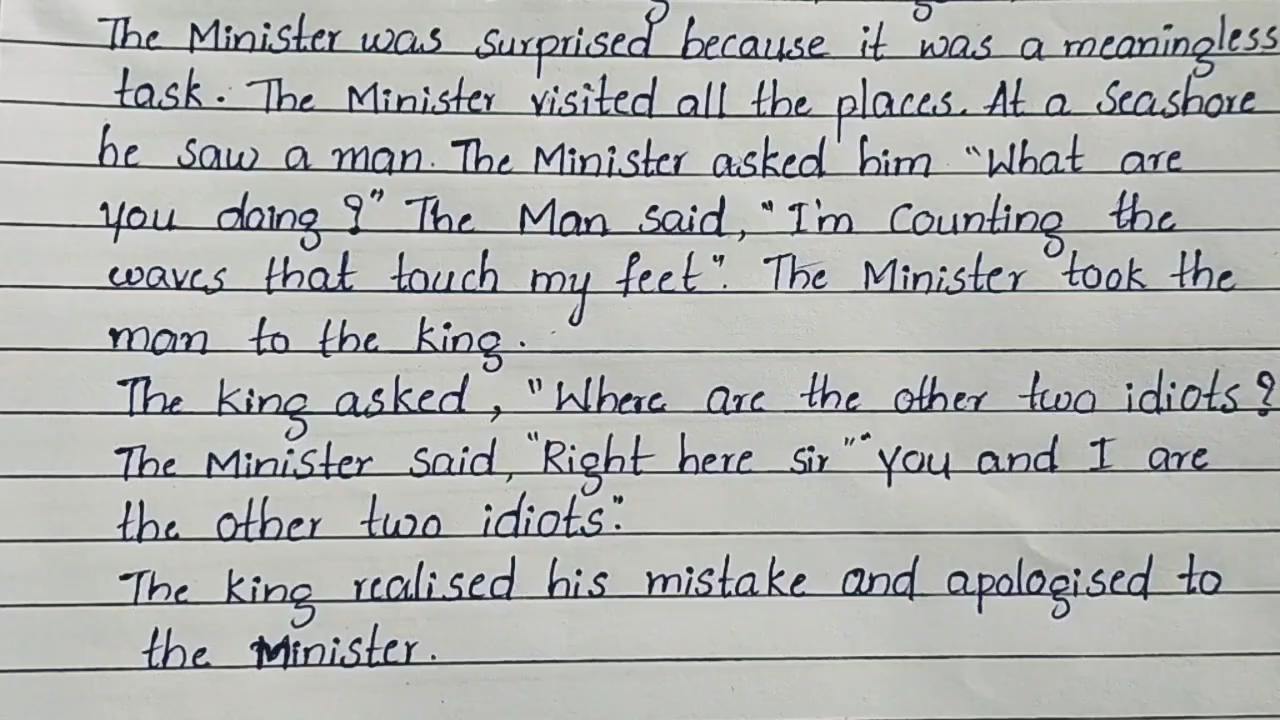 The Minister was surprised because it was a meaningless
task. The Minister visited all the places. At a seashore
he saw a man. The Minister asked him "What are
you doing ?" The Man said, "I'm counting the
waves that touch my feet". The Minister took the
man to the king.
The king asked, "Where are the other two idiots?
The Minister said, "Right here sir" "you and I are
the other two idiots."
The king realised his mistake and apologised to
the Minister.